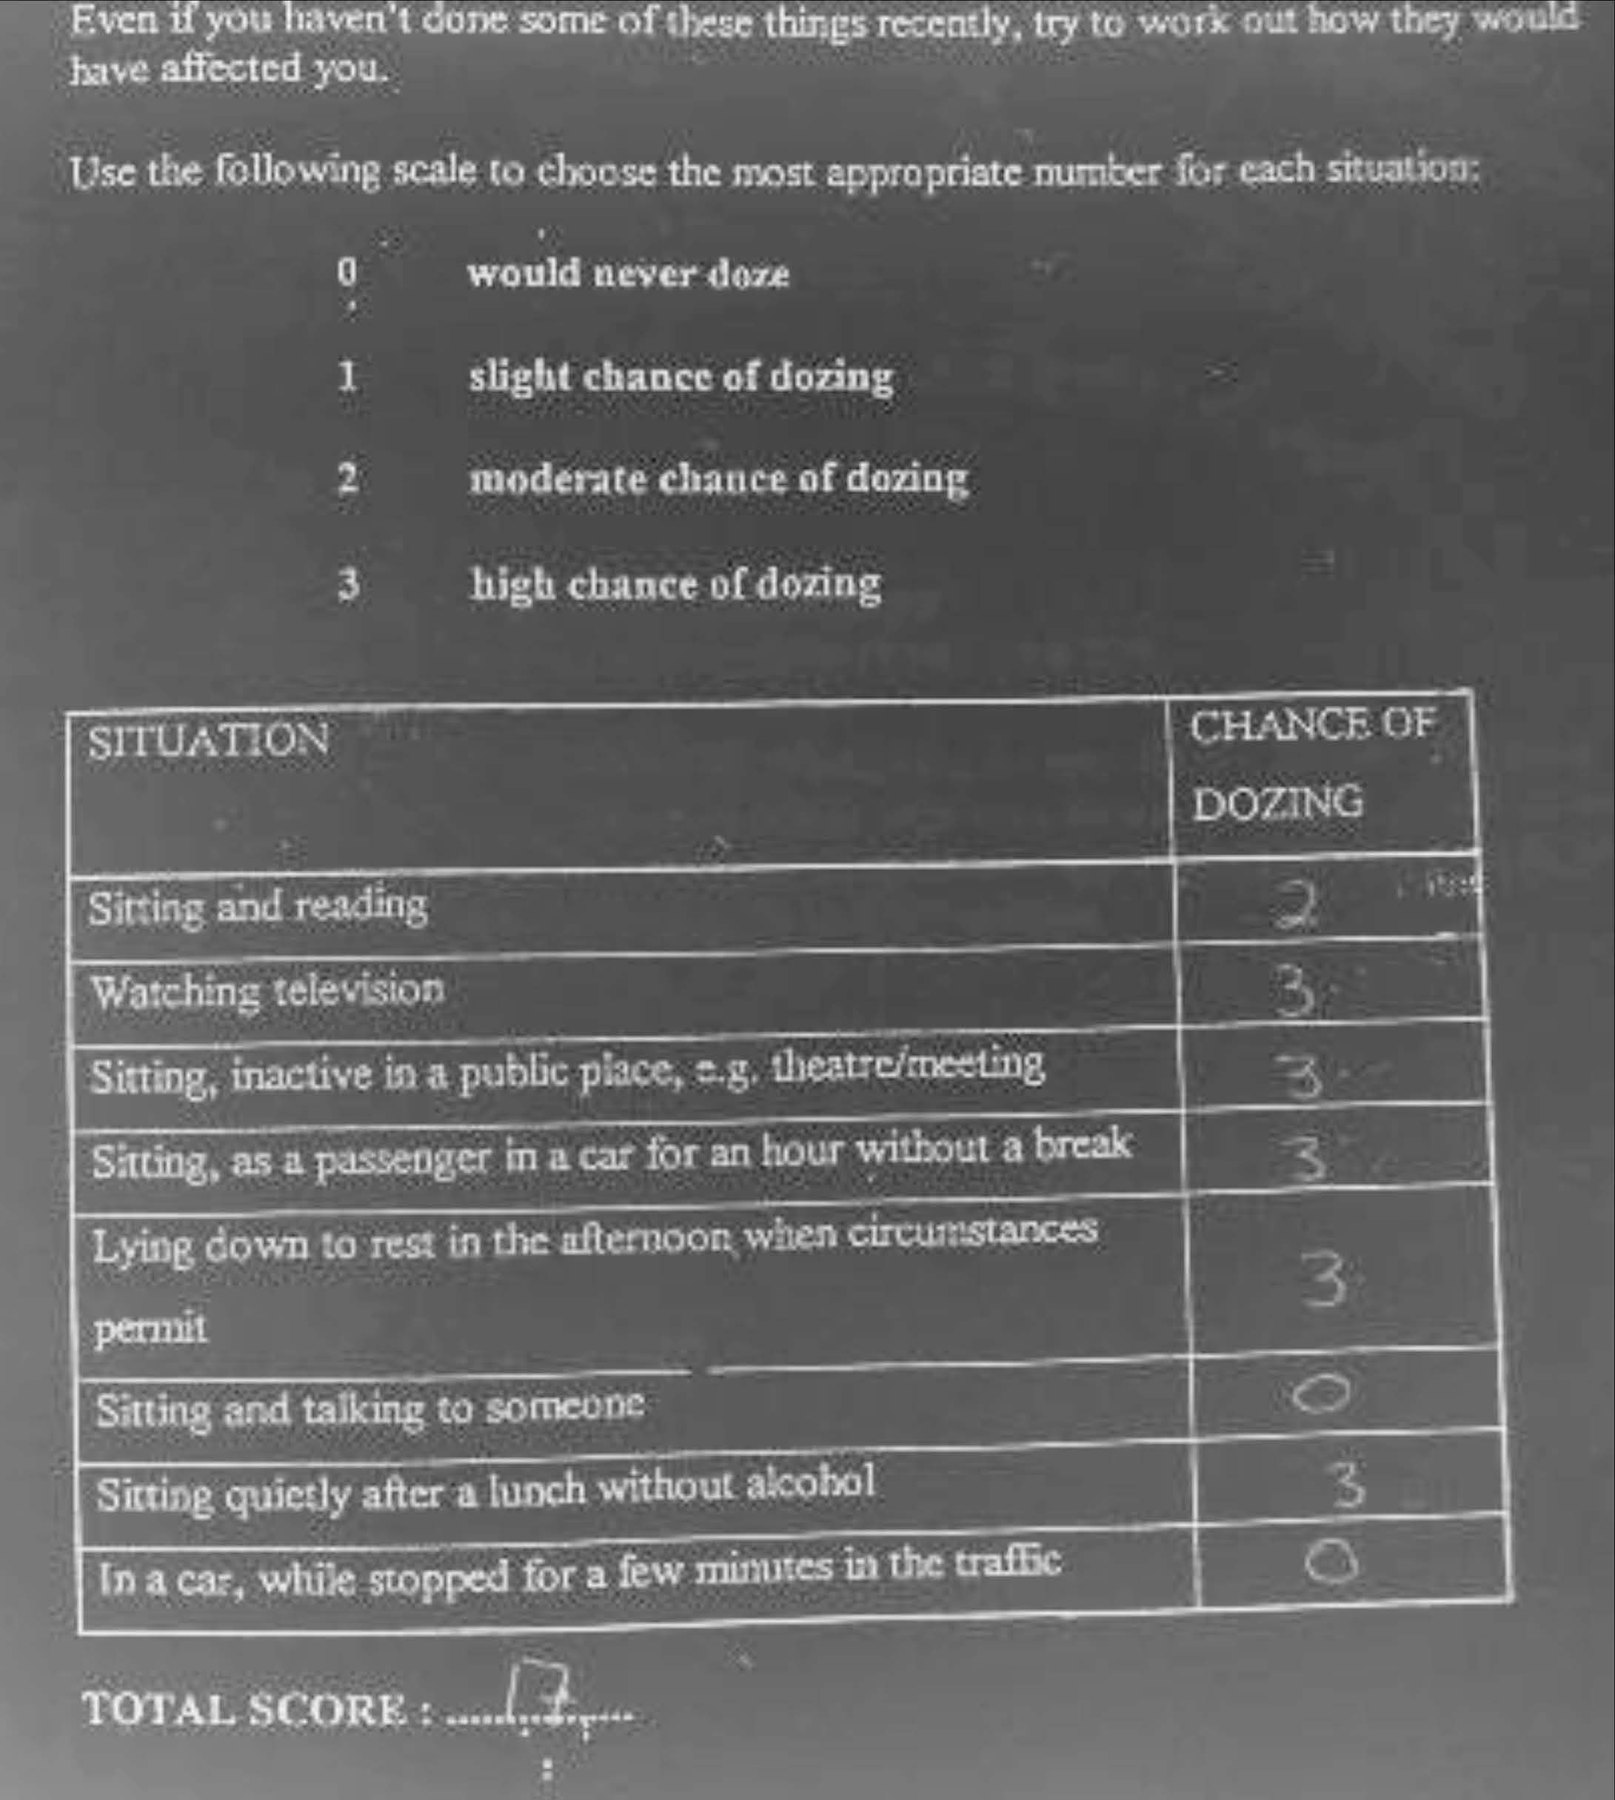 Even if you haven't done some of these things recently, try to work out how they would
have affected you.
Use the following scale to choose the most appropriate number for each situation:
0 would never doze
1 slight chance of dozing
2 moderate chance of dozing
3 high chance of dozing
SITUATION CHANCE OF
DOZING
Sitting and reading 2
Watching television 3
Sitting, inactive in a public place, e.g. theatre/meeting 3
Sitting, as a passenger in a car for an hour without a break 3
Lying down to rest in the afternoon when circumstances
permit 3
Sitting and talking to someone 0
Sitting quietly after a lunch without alcohol 3
In a car, while stopped for a few minutes in the traffic 0
TOTAL SCORE : ......17......